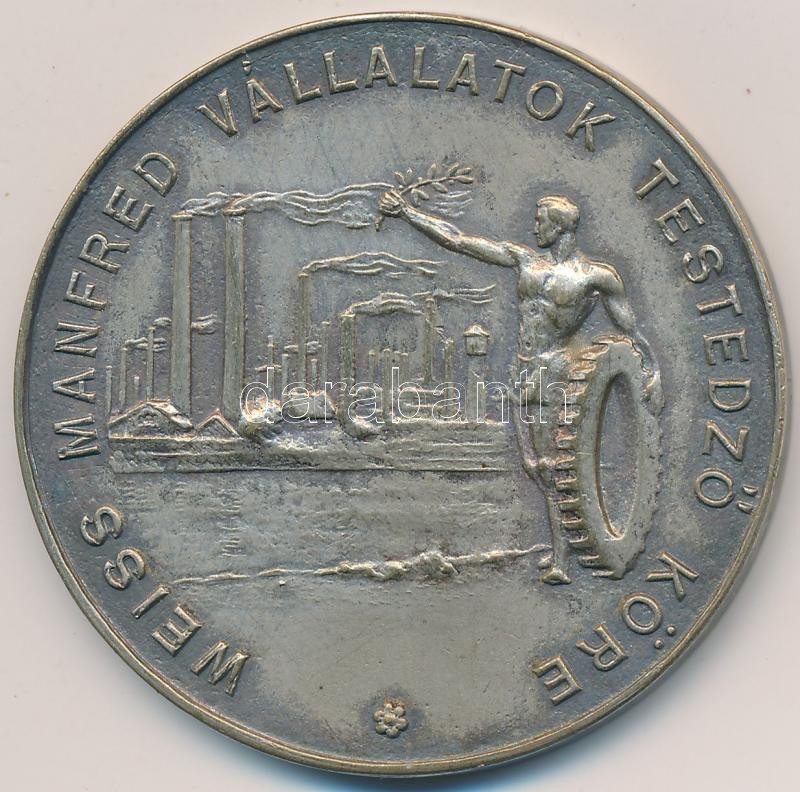 WEISS MANFRED VÁLLALATOK TESTEDZŐ KÖRE
darabanth